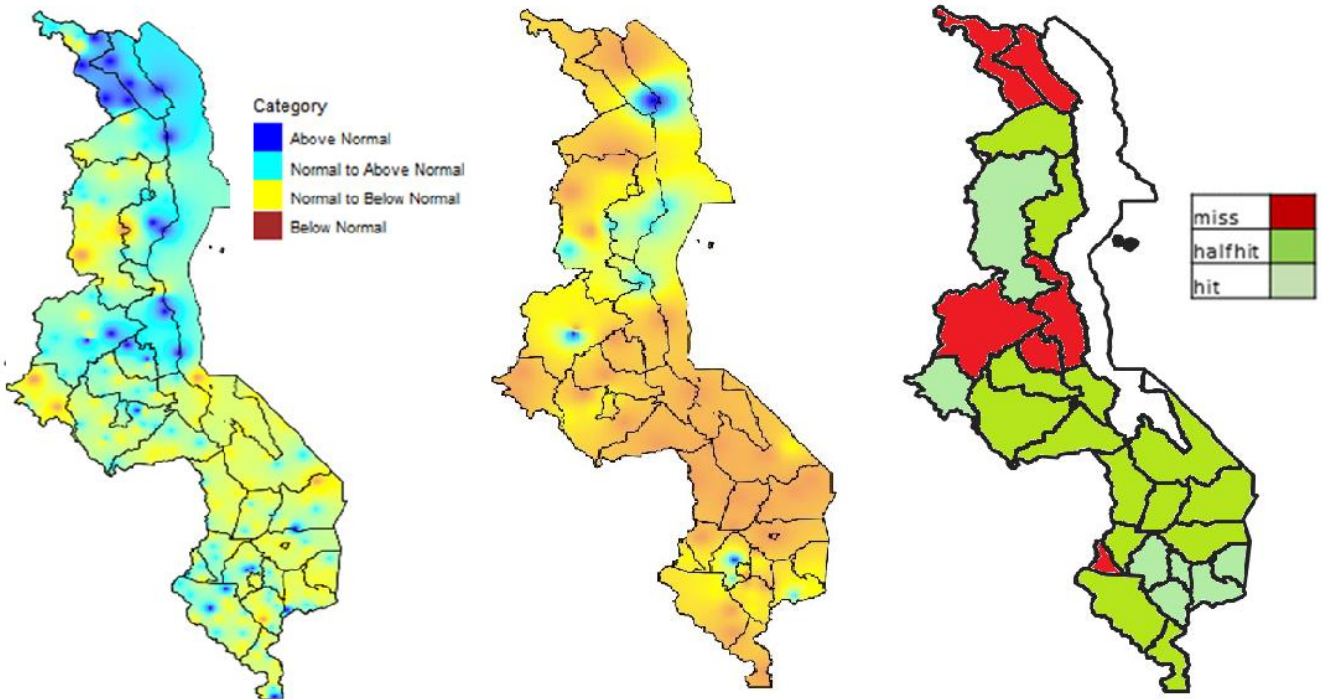 Category
Above Normal
Normal to Above Normal
Normal to Below Normal
Below Normal
miss
halfhit
hit